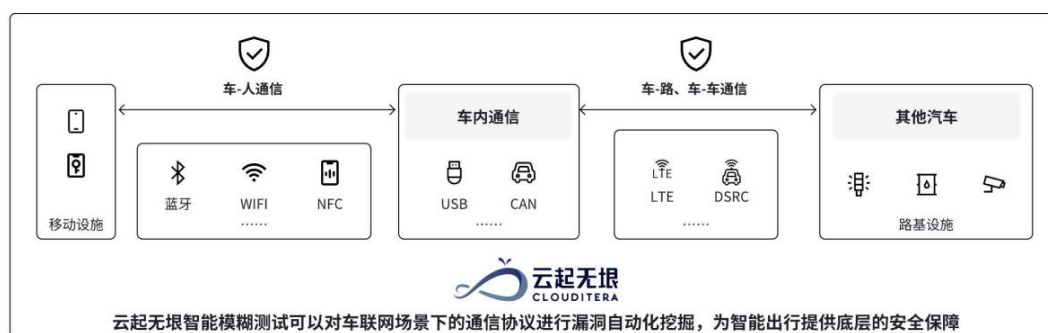 车-人通信
车-路、车-车通信
车内通信
其他汽车
LTE
蓝牙
WIFI
NFC
USB
CAN
LTE
DSRC
移动设施
……
……
……
路基设施
云起无垠
CLOUDITERA
云起无垠智能模糊测试可以对车联网场景下的通信协议进行漏洞自动化挖掘，为智能出行提供底层的安全保障